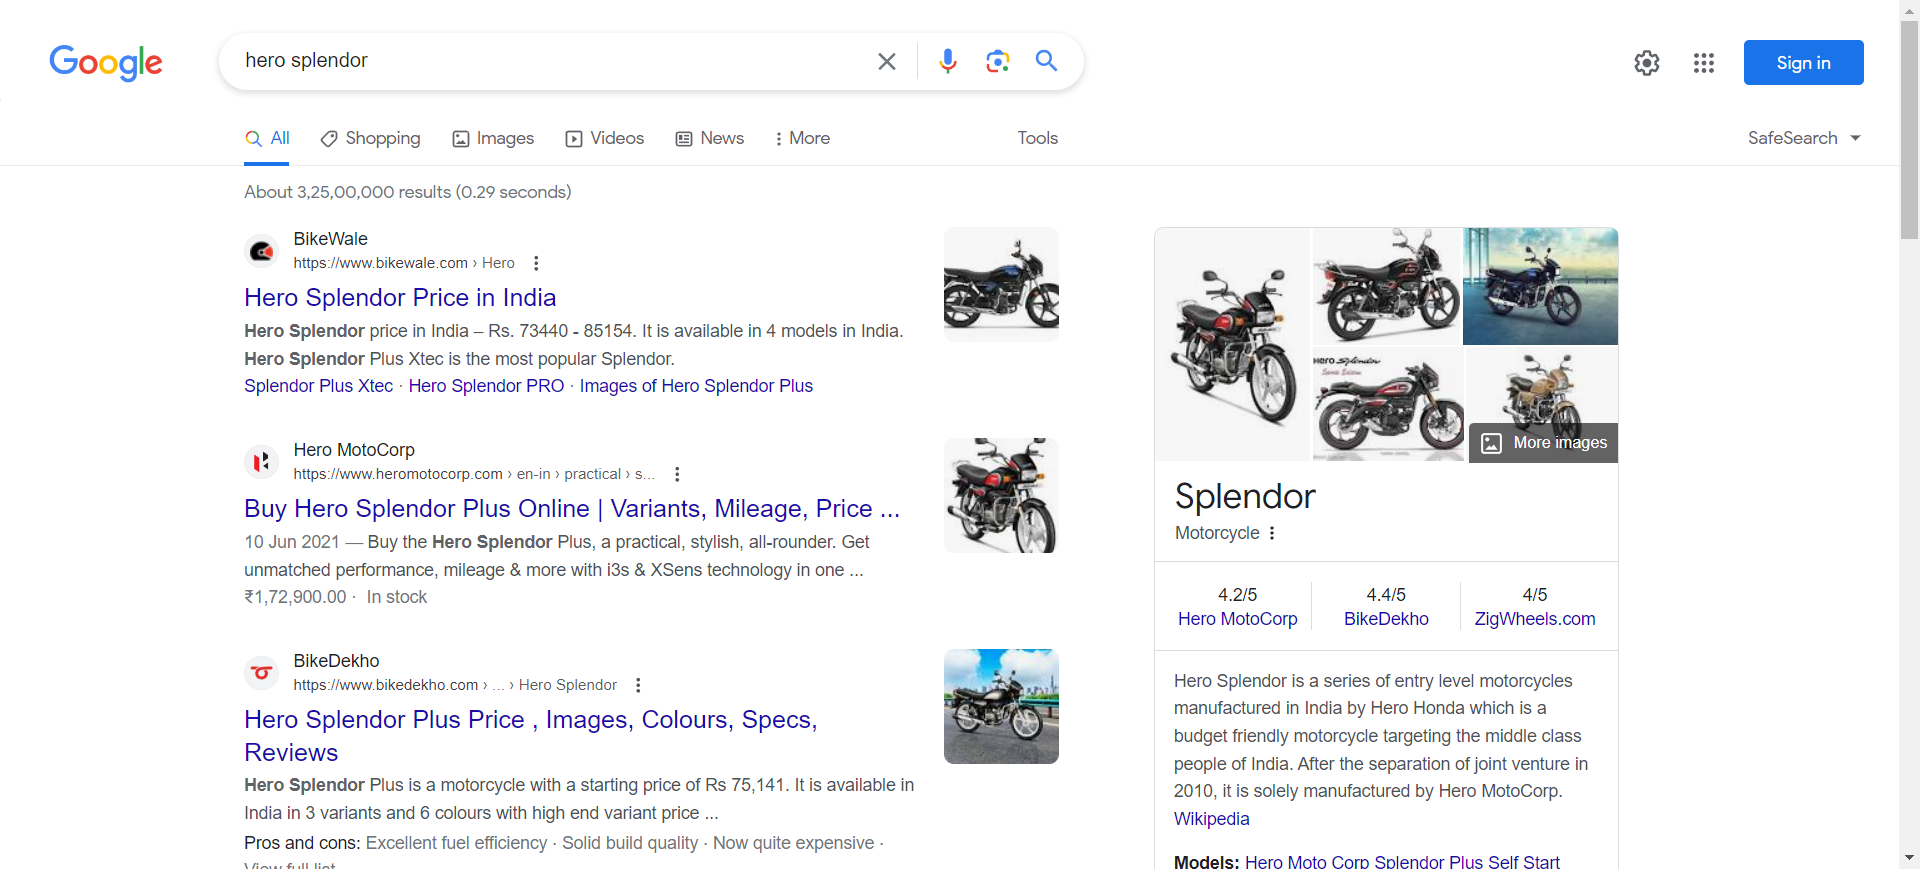 Google
hero splendor
Sign in
All
Shopping
Images
Videos
News
More
Tools
SafeSearch
About 3,25,00,000 results (0.29 seconds)
BikeWale
https://www.bikewale.com › Hero
Hero Splendor Price in India
Hero Splendor price in India – Rs. 73440 - 85154. It is available in 4 models in India.
Hero Splendor Plus Xtec is the most popular Splendor.
Splendor Plus Xtec · Hero Splendor PRO · Images of Hero Splendor Plus
Hero MotoCorp
https://www.heromotocorp.com › en-in › practical › s...
Buy Hero Splendor Plus Online | Variants, Mileage, Price ...
10 Jun 2021 — Buy the Hero Splendor Plus, a practical, stylish, all-rounder. Get
unmatched performance, mileage & more with i3s & XSens technology in one ...
₹1,72,900.00 · In stock
BikeDekho
https://www.bikedekho.com › ... › Hero Splendor
Hero Splendor Plus Price , Images, Colours, Specs,
Reviews
Hero Splendor Plus is a motorcycle with a starting price of Rs 75,141. It is available in
India in 3 variants and 6 colours with high end variant price ...
Pros and cons: Excellent fuel efficiency · Solid build quality · Now quite expensive ·
View full list
Hero Splendor
Sports Edition
More images
Splendor
Motorcycle
4.2/5
Hero MotoCorp
4.4/5
BikeDekho
4/5
ZigWheels.com
Hero Splendor is a series of entry level motorcycles
manufactured in India by Hero Honda which is a
budget friendly motorcycle targeting the middle class
people of India. After the separation of joint venture in
2010, it is solely manufactured by Hero MotoCorp.
Wikipedia
Models: Hero Moto Corp Splendor Plus Self Start